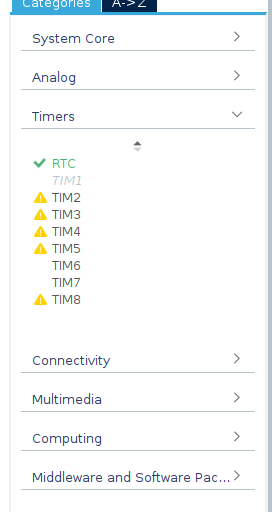 Categories A->Z
System Core
Analog
Timers
RTC
TIM1
TIM2
TIM3
TIM4
TIM5
TIM6
TIM7
TIM8
Connectivity
Multimedia
Computing
Middleware and Software Pac...